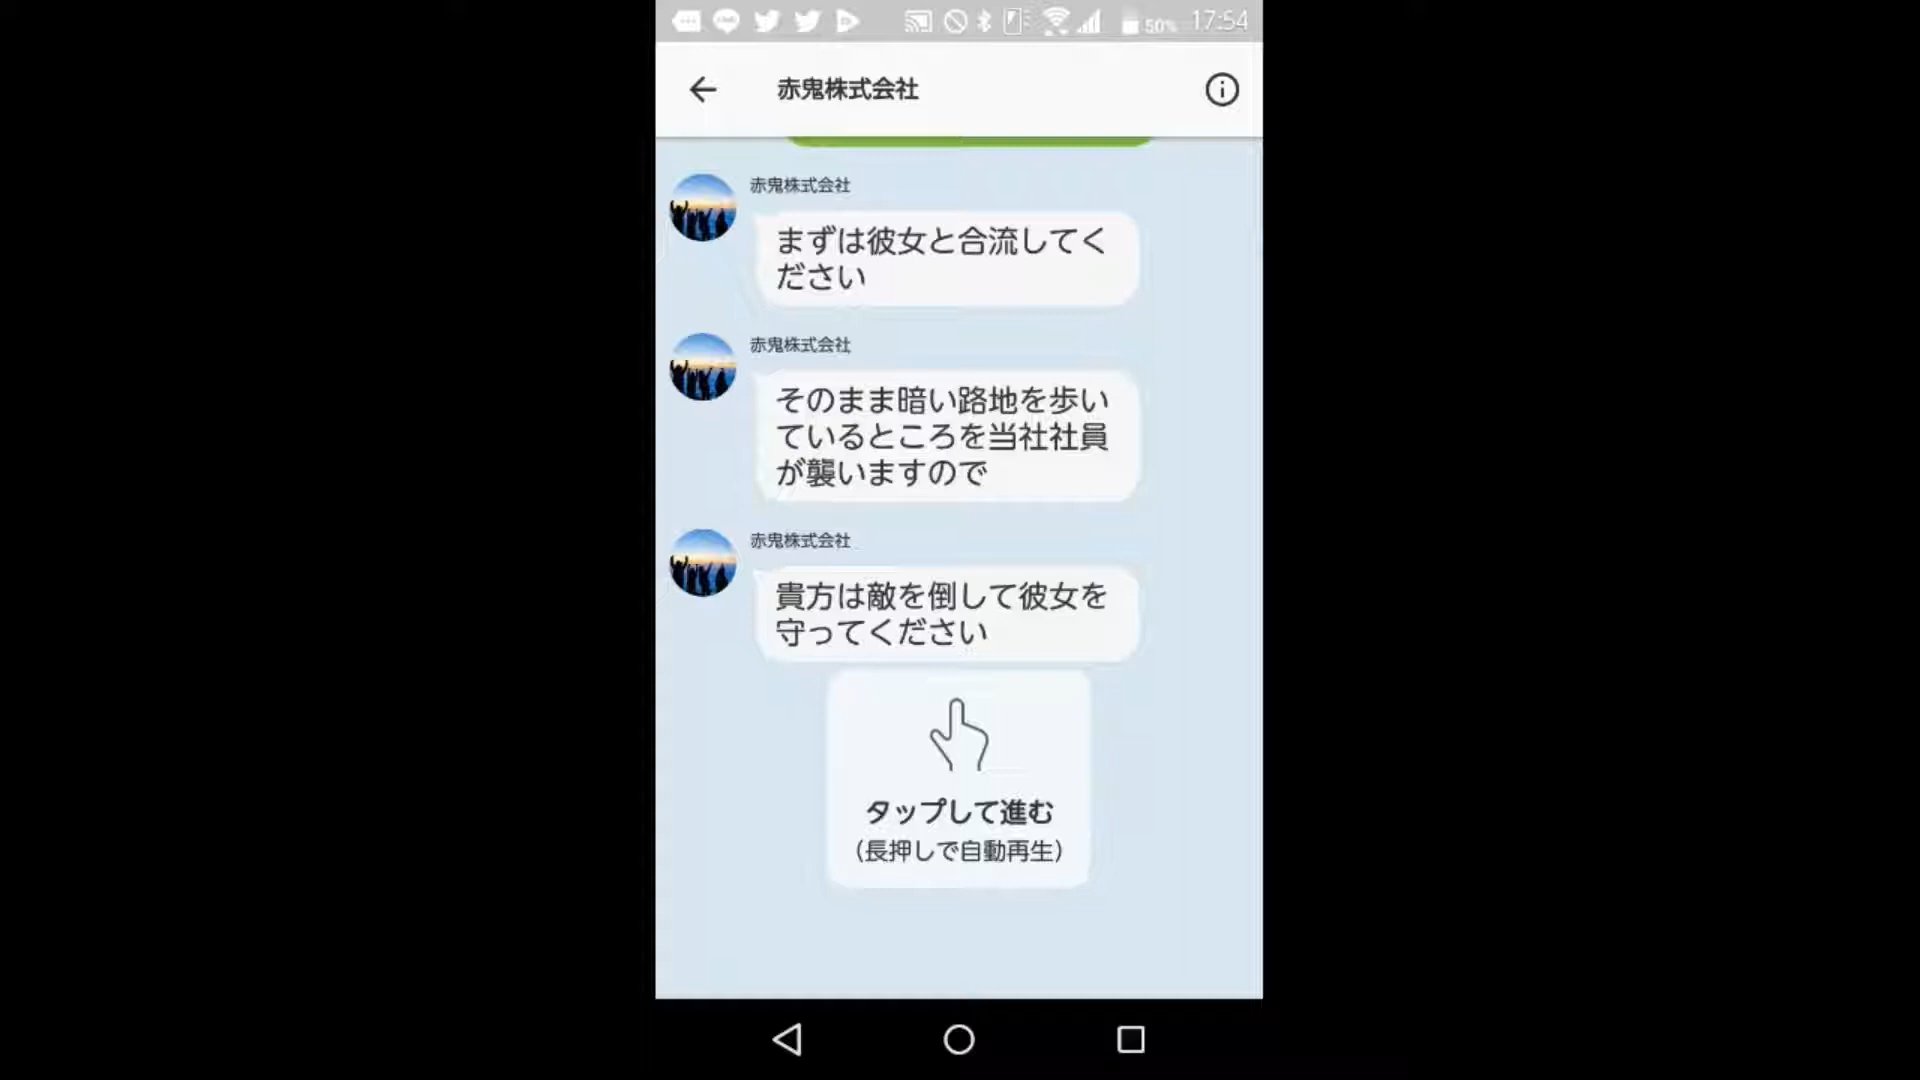 50% 17:54
赤鬼株式会社
赤鬼株式会社
まずは彼女と合流してく
ださい
赤鬼株式会社
そのまま暗い路地を歩い
ているところを当社社員
が襲いますので
赤鬼株式会社
貴方は敵を倒して彼女を
守ってください
タップして進む
（長押しで自動再生）